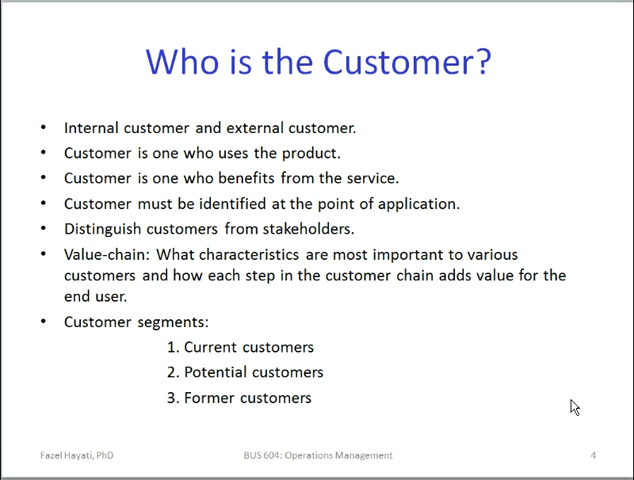 Who is the Customer?
• Internal customer and external customer.
• Customer is one who uses the product.
• Customer is one who benefits from the service.
• Customer must be identified at the point of application.
• Distinguish customers from stakeholders.
• Value-chain: What characteristics are most important to various
customers and how each step in the customer chain adds value for the
end user.
• Customer segments:
1. Current customers
2. Potential customers
3. Former customers
Fazel Hayati, PhD
BUS 604: Operations Management
4